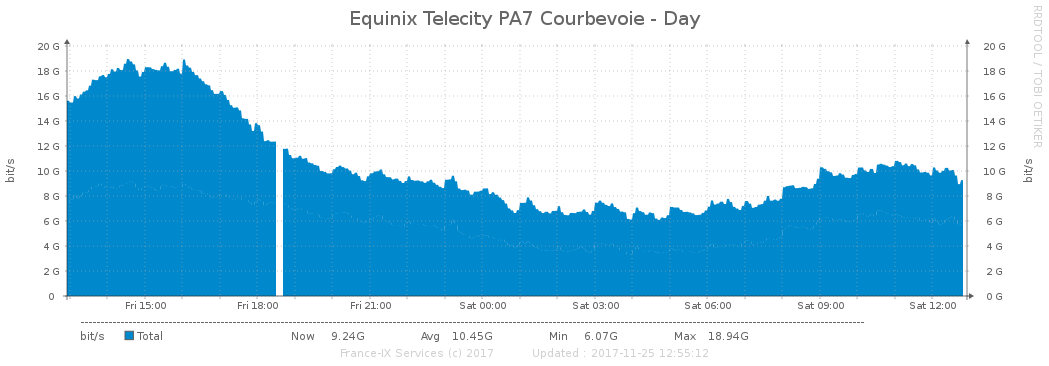 Equinix Telecity PA7 Courbevoie - Day
RRDTOOL / TOBI OETIKER
bit/s
20 G
18 G
16 G
14 G
12 G
10 G
8 G
6 G
4 G
2 G
0
20 G
18 G
16 G
14 G
12 G
10 G
8 G
6 G
4 G
2 G
0 G
bit/s
Fri 15:00 Fri 18:00 Fri 21:00 Sat 00:00 Sat 03:00 Sat 06:00 Sat 09:00 Sat 12:00
bit/s Total Now 9.24G Avg 10.45G Min 6.07G Max 18.94G
France-IX Services (c) 2017 Updated : 2017-11-25 12:55:12